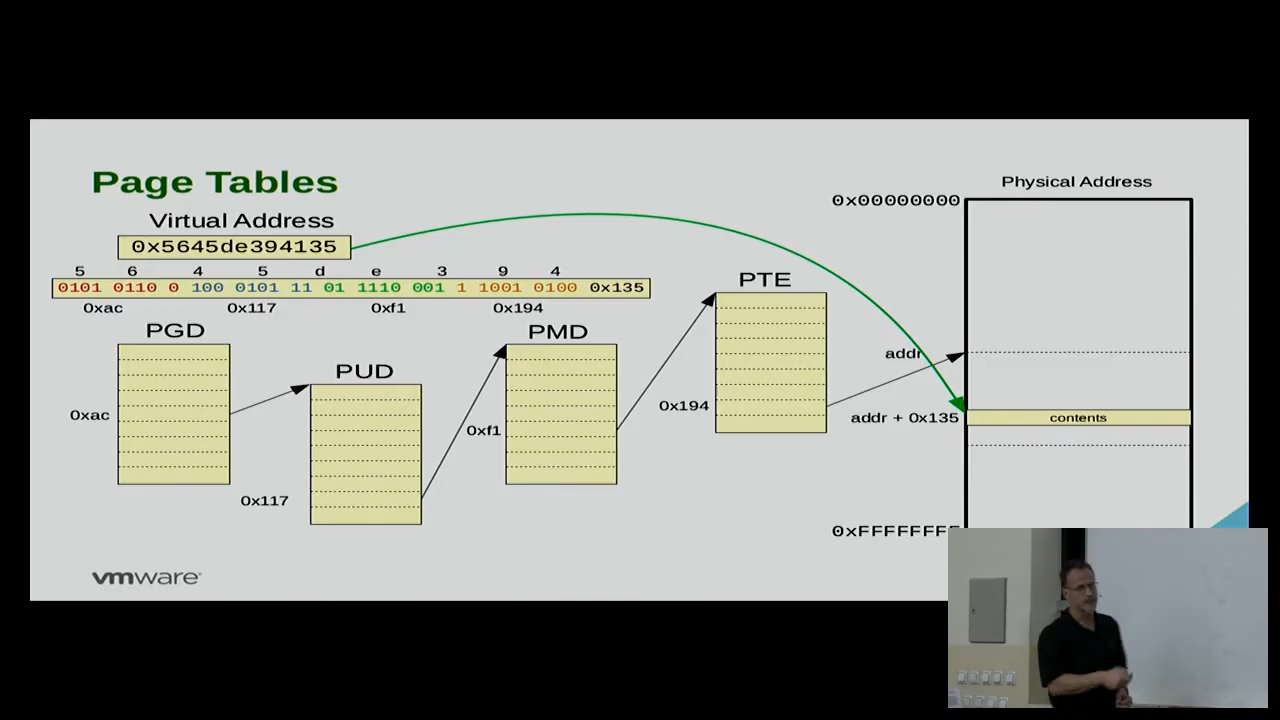 Page Tables
Virtual Address
0x5645de394135
5 6 4 5 d e 3 9 4
0101 0110 0 100 0101 11 01 1110 001 1 1001 0100 0x135
0xac 0x117 0xf1 0x194
PGD
0xac
PUD
0x117
PMD
0xf1
PTE
0x194
Physical Address
0x00000000
addr
addr + 0x135
contents
0xFFFFFFFF
vmware